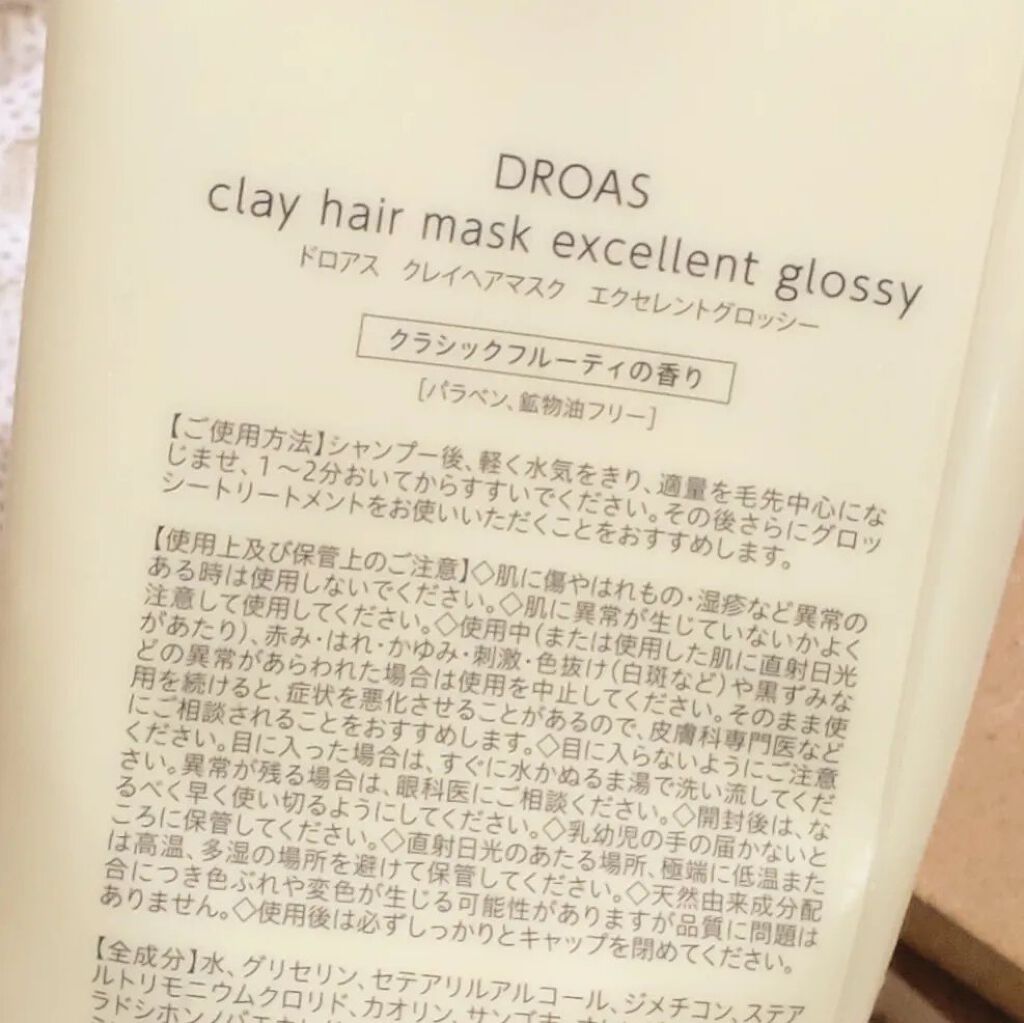 DROAS
clay hair mask excellent glossy
ドロアス クレイヘアマスク エクセレントグロッシー
クラシックフルーティの香り
[パラベン、鉱物油フリー]
【ご使用方法】シャンプー後、軽く水気をきり、適量を毛先中心にな
じませ、1〜2分おいてからすすいでください。その後さらにグロッ
シートリートメントをお使いいただくことをおすすめします。
【使用上及び保管上のご注意】◇肌に傷やはれもの・湿疹など異常の
ある時は使用しないでください。◇肌に異常が生じていないかよく
注意して使用してください。◇使用中(または使用した肌に直射日光
があたり)、赤み・はれ・かゆみ・刺激・色抜け(白斑など)や黒ずみな
どの異常があらわれた場合は使用を中止してください。そのまま使
用を続けると、症状を悪化させることがあるので、皮膚科専門医など
にご相談されることをおすすめします。◇目に入らないようにご注意
ください。目に入った場合は、すぐに水かぬるま湯で洗い流してくだ
さい。異常が残る場合は、眼科医にご相談ください。◇開封後は、な
るべく早く使い切るようにしてください。◇乳幼児の手の届かないと
ころに保管してください。◇直射日光のあたる場所、極端に低温また
は高温、多湿の場所を避けて保管してください。◇天然由来成分配
合につき色ぶれや変色が生じる可能性がありますが品質に問題は
ありません。◇使用後は必ずしっかりとキャップを閉めてください。
【全成分】水、グリセリン、セテアリルアルコール、ジメチコン、ステア
ルトリモニウムクロリド、カオリン、サンゴ末、